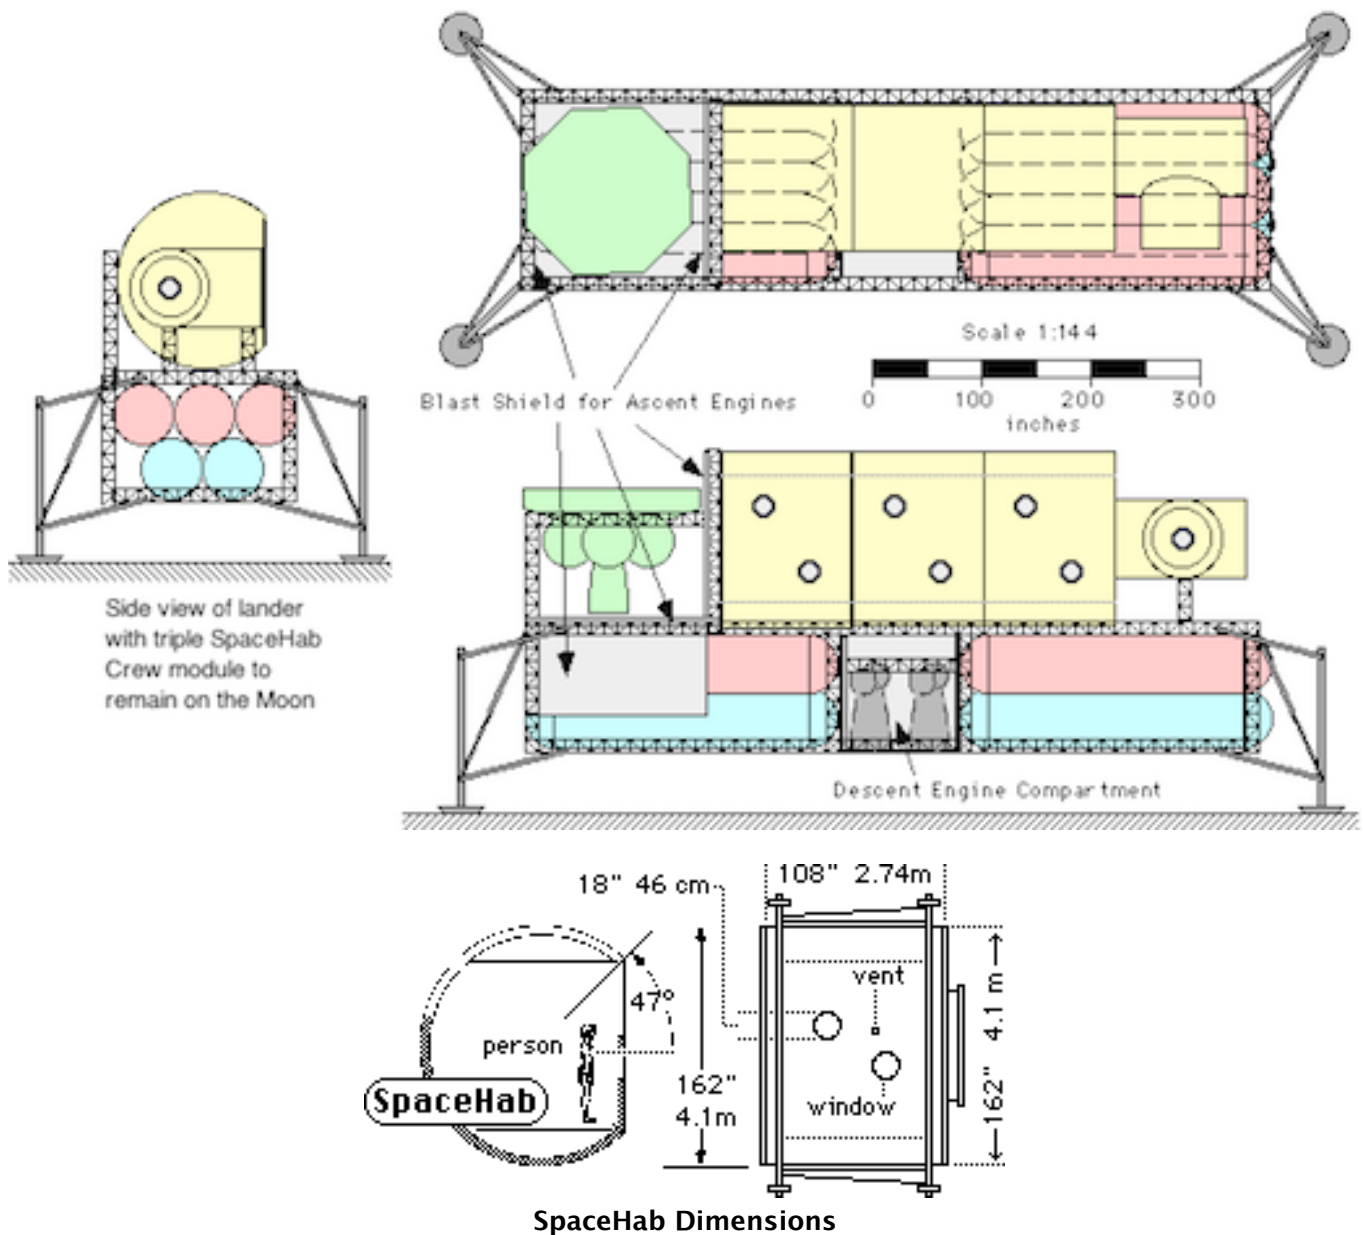 Scale 1:144
0 100 200 300
inches
Blast Shield for Ascent Engines
Side view of lander
with triple SpaceHab
Crew module to
remain on the Moon
Descent Engine Compartment
108" 2.74m
18" 46 cm
vent
47°
person
162"
4.1m
window
162" 4.1 m
SpaceHab
SpaceHab Dimensions